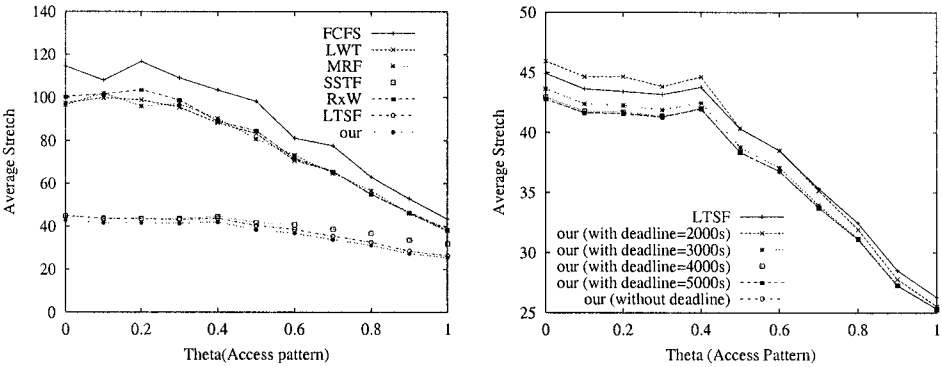 140
120
100
80
60
40
20
0
Average Stretch
FCFS
LWT
MRF
SSTF
RxW
LTSF
our
0
0.2
0.4
0.6
0.8
1
Theta(Access pattern)
50
45
40
35
30
25
Average Stretch
LTSF
our (with deadline=2000s)
our (with deadline=3000s)
our (with deadline=4000s)
our (with deadline=5000s)
our (without deadline)
0
0.2
0.4
0.6
0.8
1
Theta (Access Pattern)